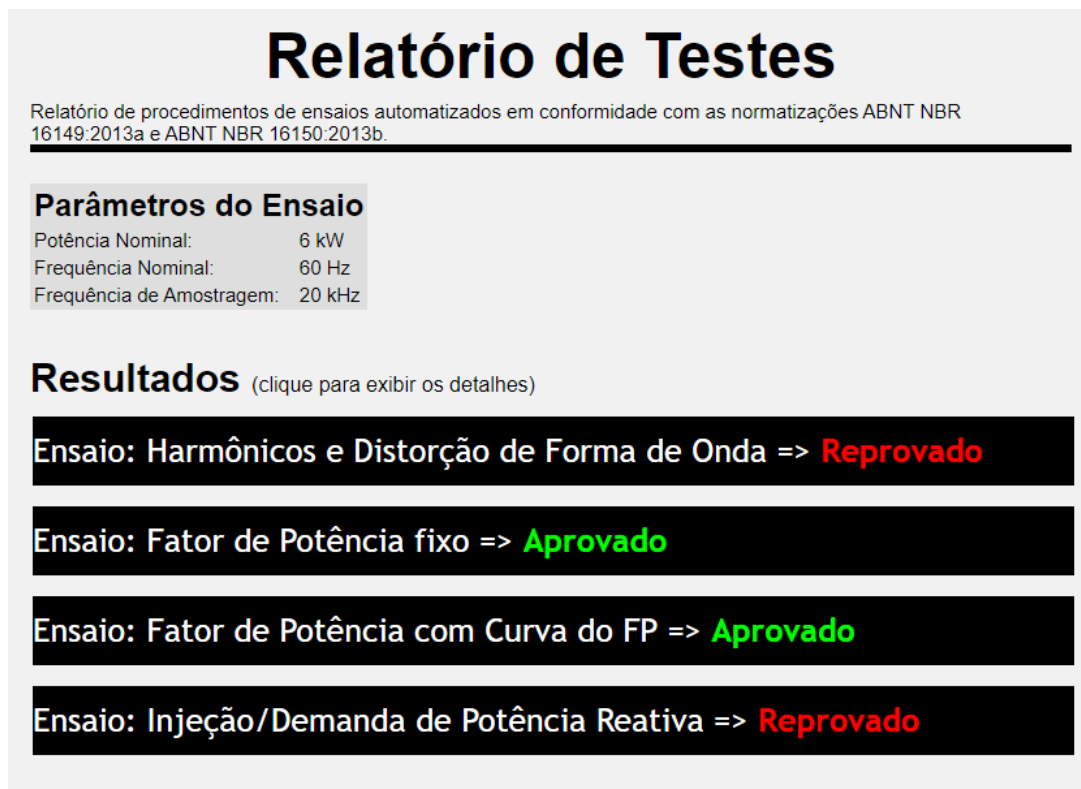 Relatório de Testes
Relatório de procedimentos de ensaios automatizados em conformidade com as normatizações ABNT NBR
16149:2013a e ABNT NBR 16150:2013b.
Parâmetros do Ensaio
Potência Nominal: 6 kW
Frequência Nominal: 60 Hz
Frequência de Amostragem: 20 kHz
Resultados (clique para exibir os detalhes)
Ensaio: Harmônicos e Distorção de Forma de Onda => Reprovado
Ensaio: Fator de Potência fixo => Aprovado
Ensaio: Fator de Potência com Curva do FP => Aprovado
Ensaio: Injeção/Demanda de Potência Reativa => Reprovado